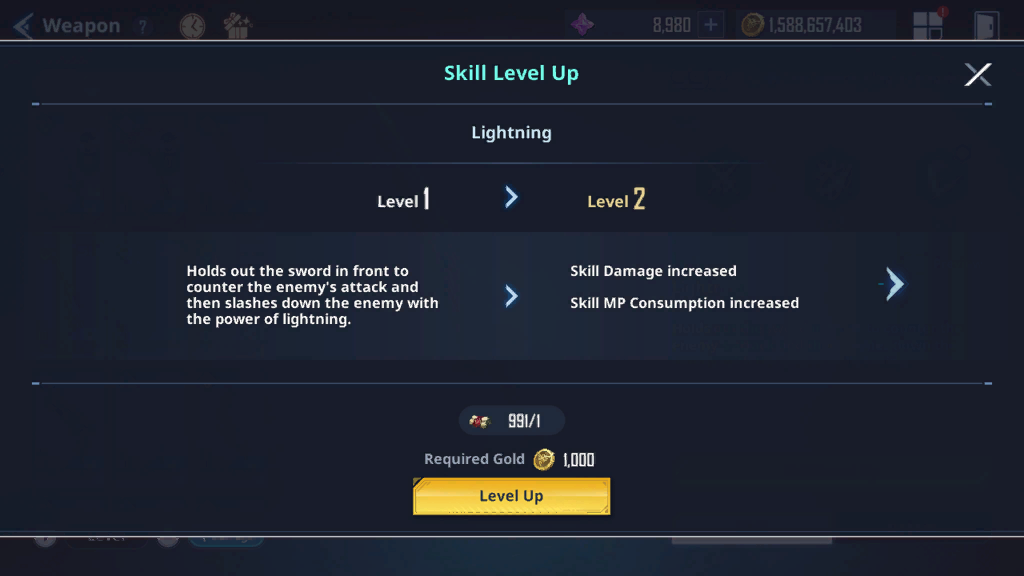 Weapon ?
8,980 +
1,588,657,403
Skill Level Up
Lightning
Level 1
Level 2
Holds out the sword in front to
counter the enemy's attack and
then slashes down the enemy with
the power of lightning.
Skill Damage increased
Skill MP Consumption increased
991/1
Required Gold 1,000
Level Up